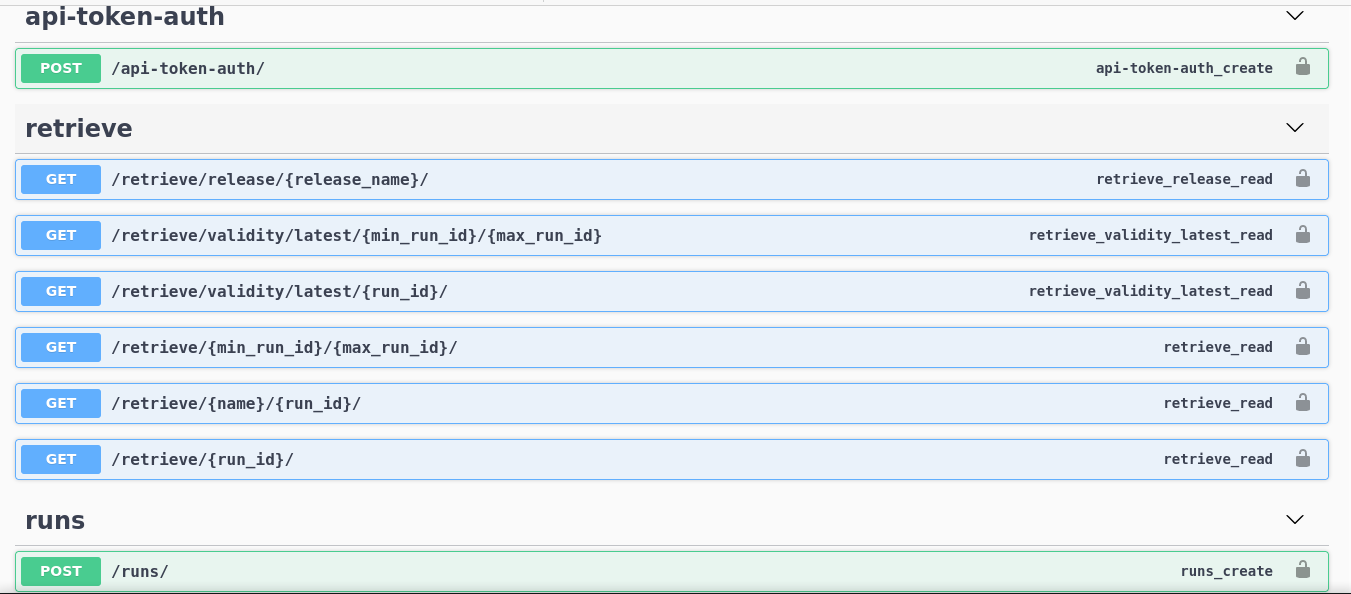 api-token-auth
POST /api-token-auth/ api-token-auth_create
retrieve
GET /retrieve/release/{release_name}/ retrieve_release_read
GET /retrieve/validity/latest/{min_run_id}/{max_run_id} retrieve_validity_latest_read
GET /retrieve/validity/latest/{run_id}/ retrieve_validity_latest_read
GET /retrieve/{min_run_id}/{max_run_id}/ retrieve_read
GET /retrieve/{name}/{run_id}/ retrieve_read
GET /retrieve/{run_id}/ retrieve_read
runs
POST /runs/ runs_create